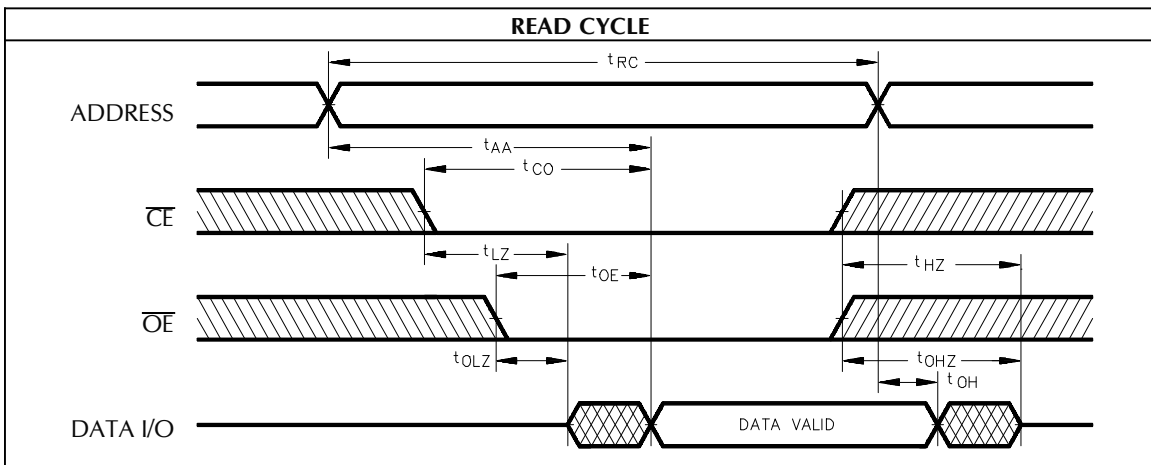 READ CYCLE
tRC
ADDRESS
tAA
tCO
CE
tLZ
tHZ
tOE
OE
tOLZ
tOHZ
tOH
DATA I/O
DATA VALID